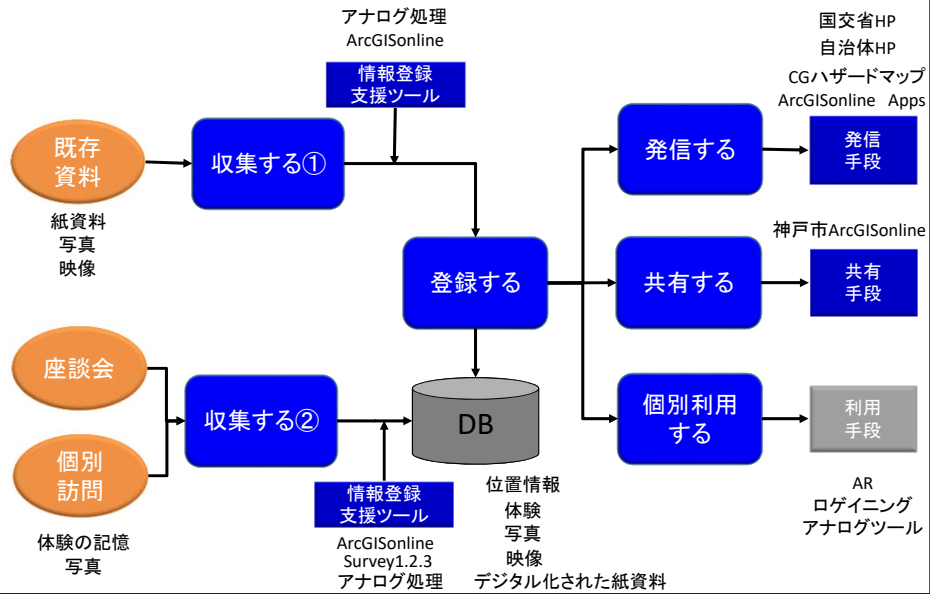 アナログ処理
ArcGISonline
情報登録
支援ツール
既存
資料
紙資料
写真
映像
収集する①
登録する
座談会
個別
訪問
体験の記憶
写真
収集する②
情報登録
支援ツール
ArcGISonline
Survey1.2.3
アナログ処理
DB
位置情報
体験
写真
映像
デジタル化された紙資料
国交省HP
自治体HP
CGハザードマップ
ArcGISonline Apps
発信する
発信
手段
神戸市ArcGISonline
共有する
共有
手段
個別利用
する
利用
手段
AR
ロゲイニング
アナログツール